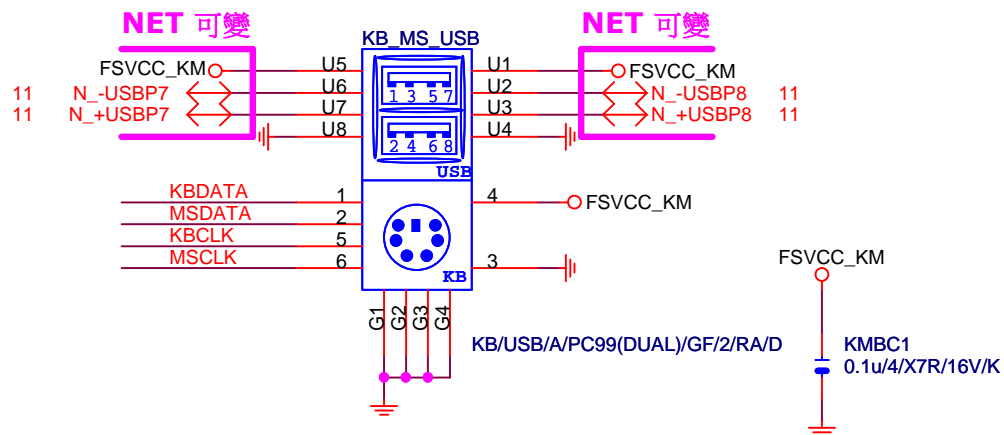 NET 可變
NET 可變
KB_MS_USB
FSVCC_KM
U5
U1
FSVCC_KM
11
N_-USBP7
U6
U2
N_-USBP8
11
11
N_+USBP7
U7
U3
N_+USBP8
11
U8
U4
1 3 5 7
2 4 6 8
USB
KBDATA
1
4
FSVCC_KM
MSDATA
2
KBCLK
5
MSCLK
6
3
KB
G1
G2
G3
G4
KB/USB/A/PC99(DUAL)/GF/2/RA/D
FSVCC_KM
KMBC1
0.1u/4/X7R/16V/K